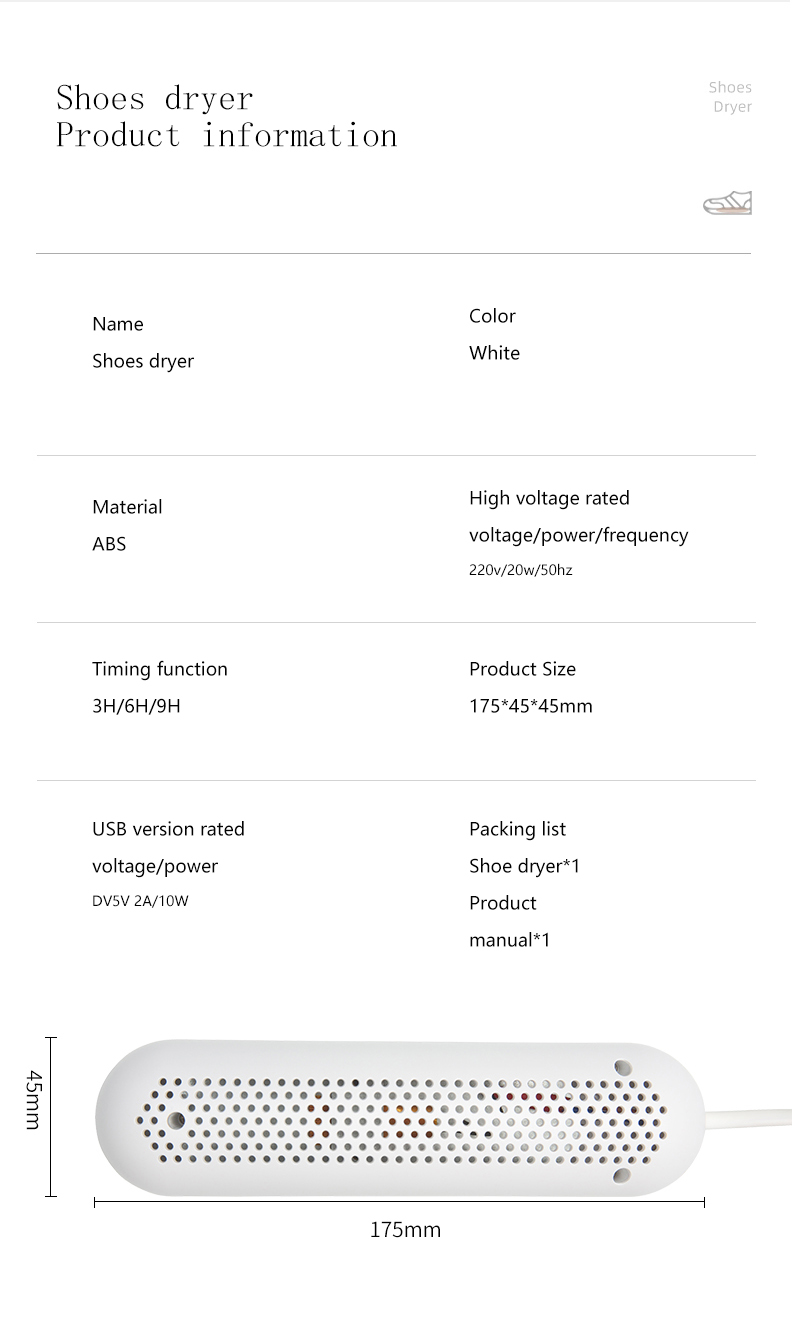 Shoes dryer
Product information
Shoes
Dryer
Name
Shoes dryer
Color
White
Material
ABS
High voltage rated
voltage/power/frequency
220v/20w/50hz
Timing function
3H/6H/9H
Product Size
175*45*45mm
USB version rated
voltage/power
DV5V 2A/10W
Packing list
Shoe dryer*1
Product
manual*1
45mm
175mm